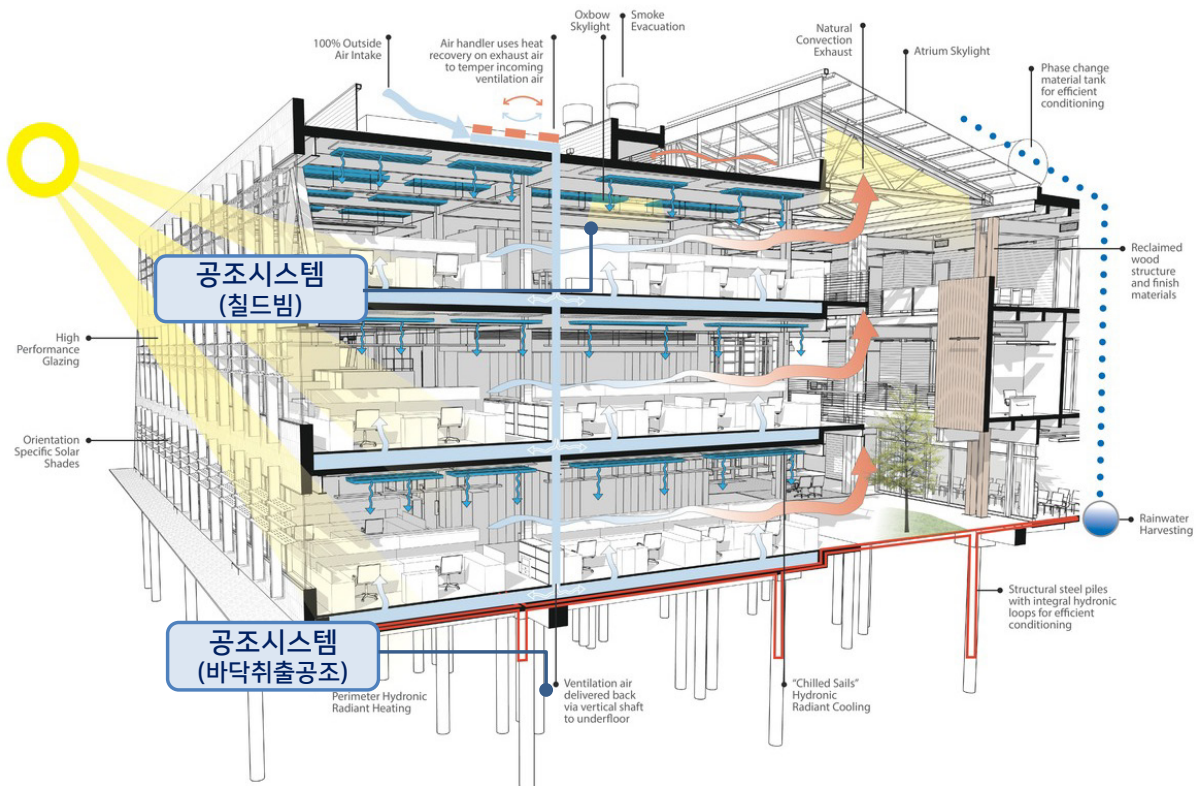 100% Outside
Air Intake
Air handler uses heat
recovery on exhaust air
to temper incoming
ventilation air
Oxbow
Skylight
Smoke
Evacuation
Natural
Convection
Exhaust
Atrium Skylight
Phase change
material tank
for efficient
conditioning
공조시스템
(칠드빔)
Reclaimed
wood
structure
and finish
materials
High
Performance
Glazing
Orientation
Specific Solar
Shades
Rainwater
Harvesting
Structural steel piles
with integral hydronic
loops for efficient
conditioning
공조시스템
(바닥취출공조)
Perimeter Hydronic
Radiant Heating
Ventilation air
delivered back
via vertical shaft
to underfloor
"Chilled Sails"
Hydronic
Radiant Cooling